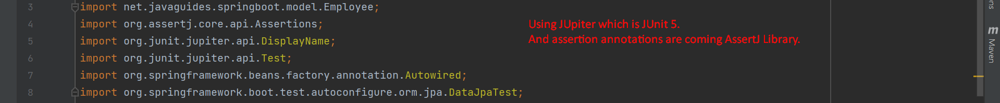 3 import net.javaguides.springboot.model.Employee;
4 import org.assertj.core.api.Assertions;
Using JUpiter which is JUnit 5.
5 import org.junit.jupiter.api.DisplayName;
And assertion annotations are coming AssertJ Library.
6 import org.junit.jupiter.api.Test;
7 import org.springframework.beans.factory.annotation.Autowired;
8 import org.springframework.boot.test.autoconfigure.orm.jpa.DataJpaTest;
ons
m Maven